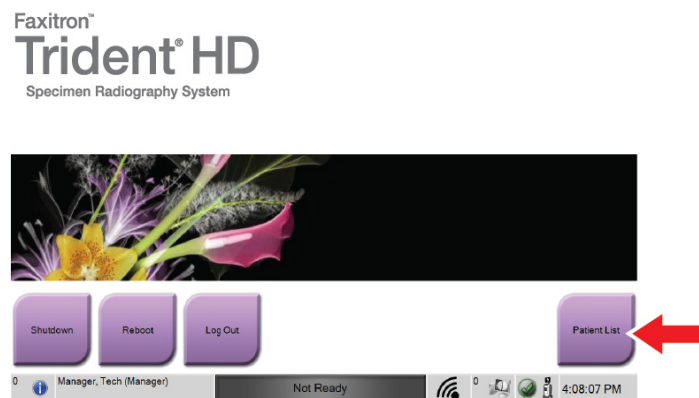 Faxitron™
Trident® HD
Specimen Radiography System
Shutdown
Reboot
Log Out
Patient List
0
Manager, Tech (Manager)
Not Ready
0
4:08:07 PM